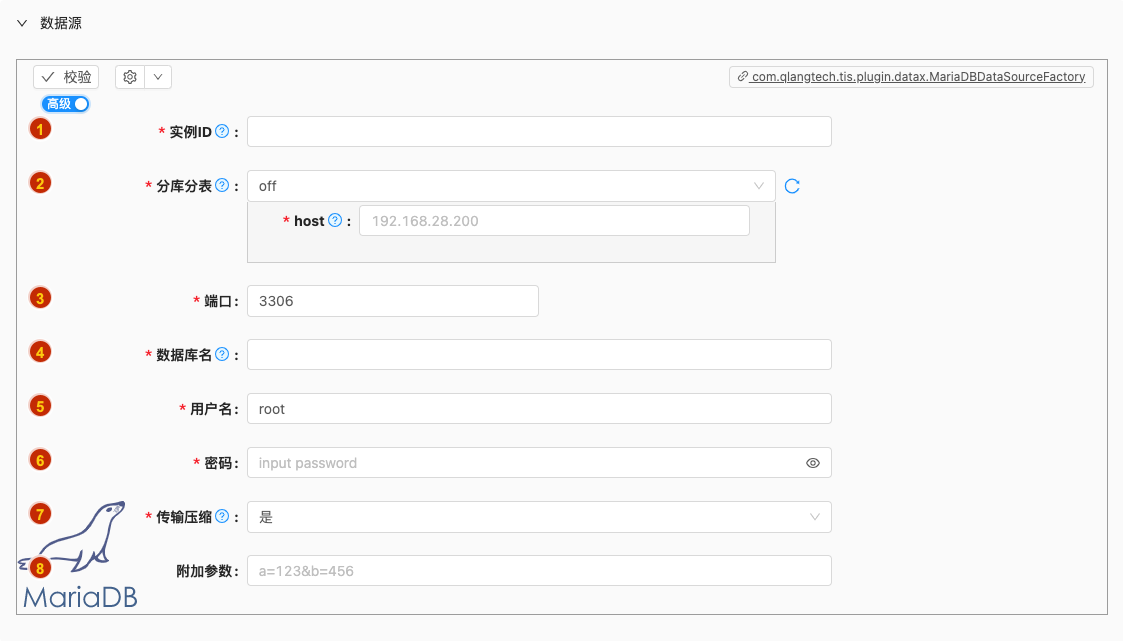 数据源
校验
com.qlangtech.tis.plugin.datax.MariaDBDataSourceFactory
高级
1 * 实例ID ? :
2 * 分库分表 ? : off
* host ? : 192.168.28.200
3 * 端口 : 3306
4 * 数据库名 ? :
5 * 用户名 : root
6 * 密码 : input password
7 * 传输压缩 ? : 是
8 附加参数 : a=123&b=456
MariaDB